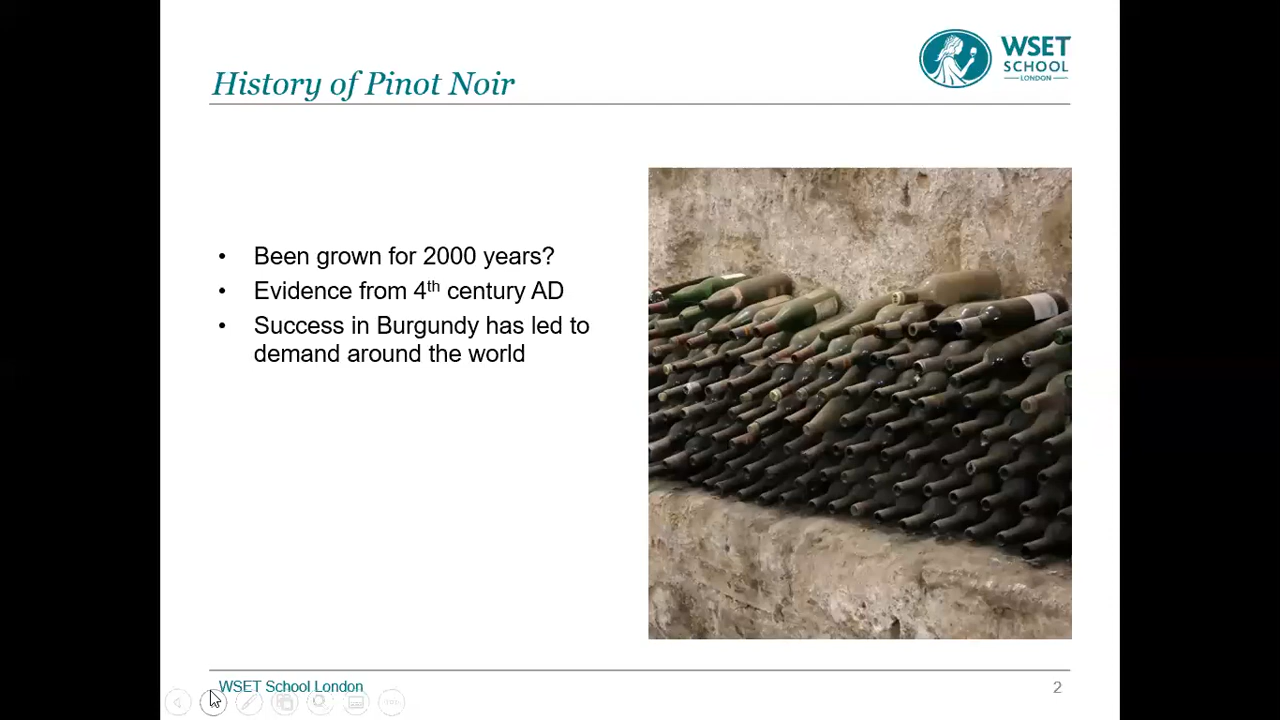 WSET
SCHOOL
LONDON
History of Pinot Noir
• Been grown for 2000 years?
• Evidence from 4th century AD
• Success in Burgundy has led to
demand around the world
WSET School London
2